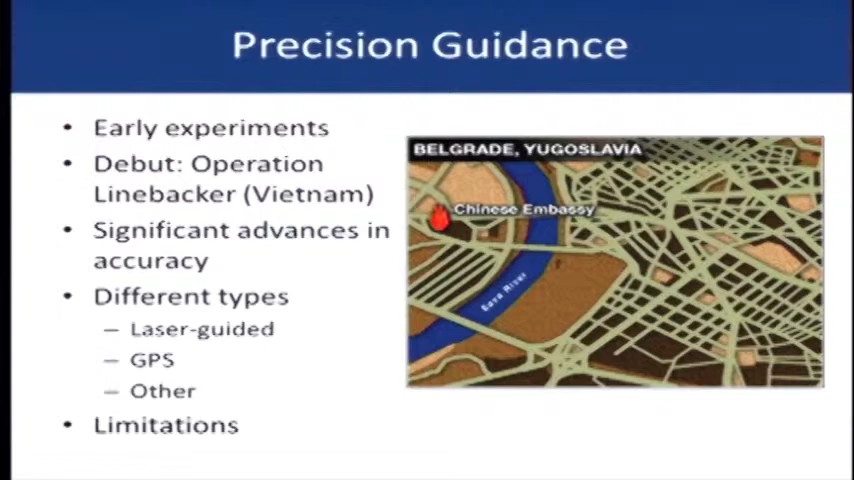 Precision Guidance
• Early experiments
• Debut: Operation
Linebacker (Vietnam)
• Significant advances in
accuracy
• Different types
– Laser-guided
– GPS
– Other
• Limitations
BELGRADE, YUGOSLAVIA
Chinese Embassy
Sava River